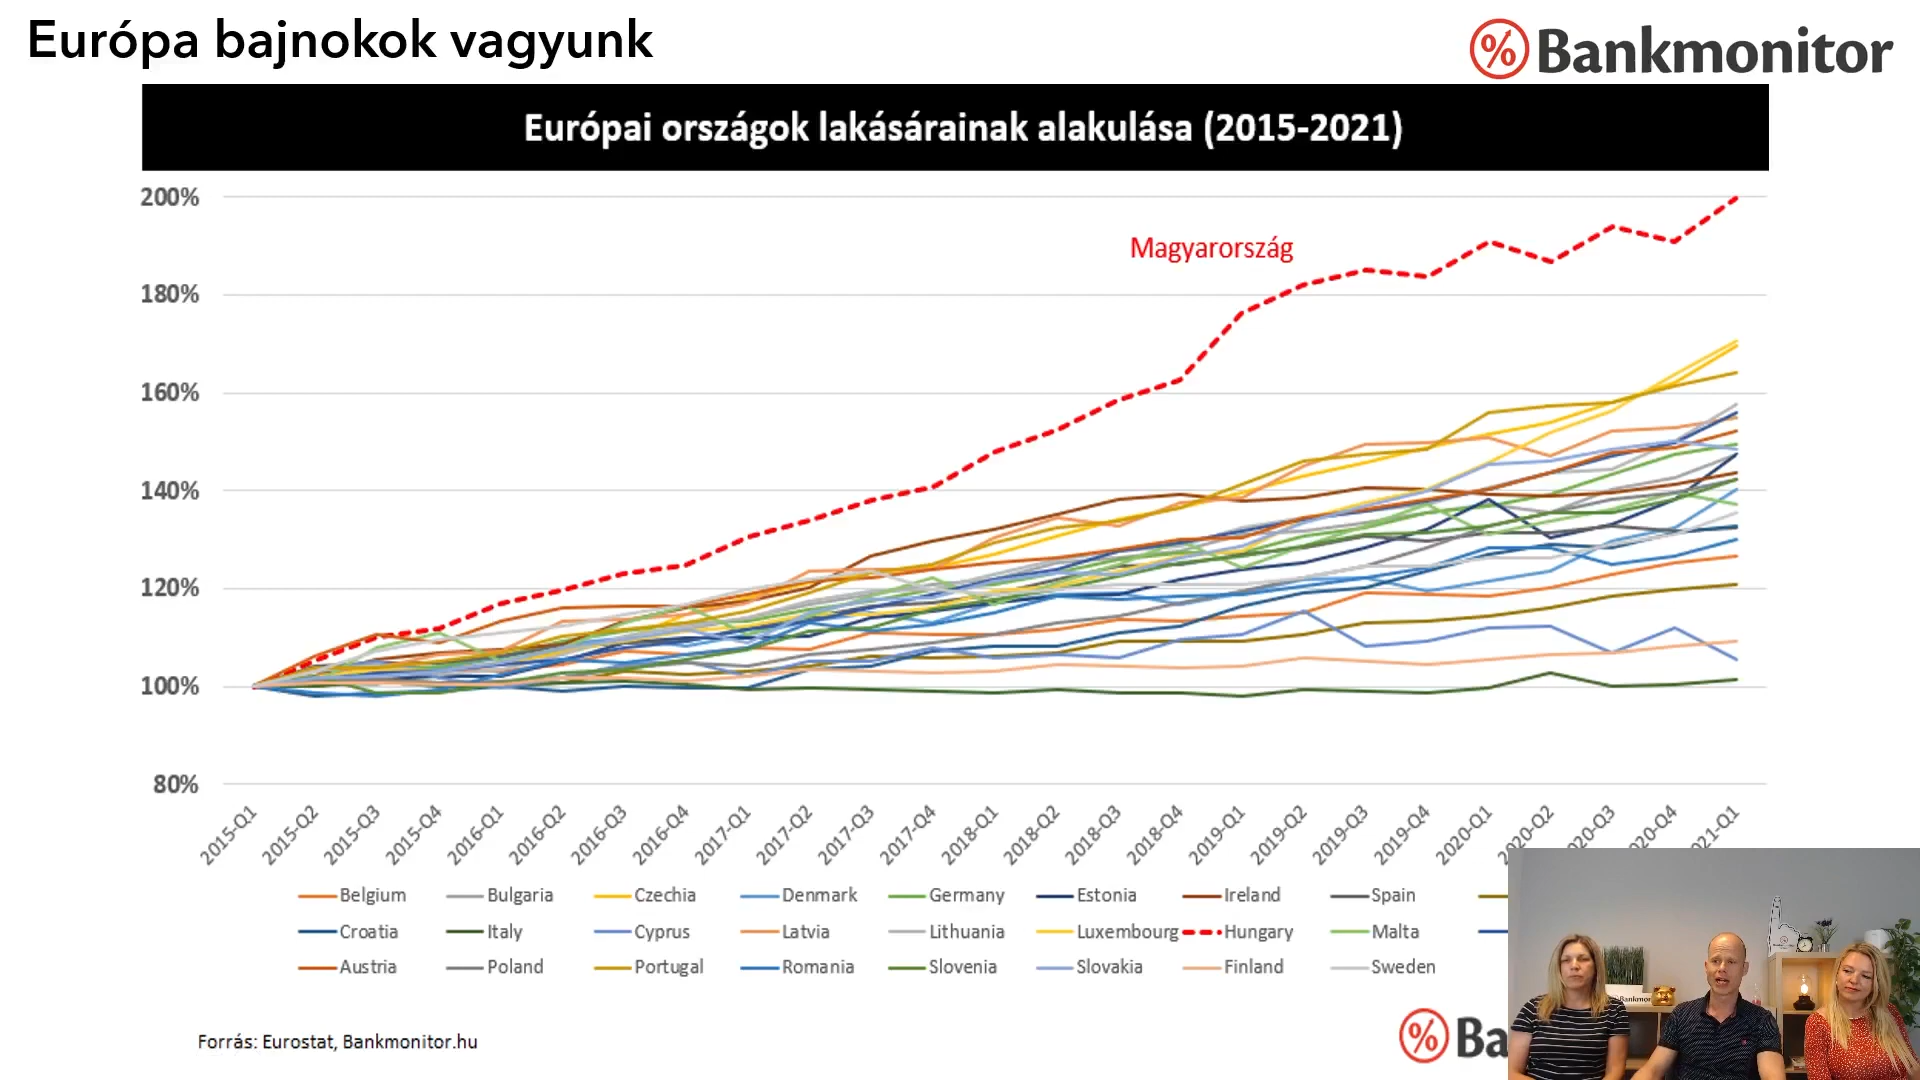 Európa bajnokok vagyunk
% Bankmonitor
Európai országok lakásárainak alakulása (2015-2021)
200%
180%
160%
140%
120%
100%
80%
Magyarország
2015-Q1 2015-Q2 2015-Q3 2015-Q4 2016-Q1 2016-Q2 2016-Q3 2016-Q4 2017-Q1 2017-Q2 2017-Q3 2017-Q4 2018-Q1 2018-Q2 2018-Q3 2018-Q4 2019-Q1 2019-Q2 2019-Q3 2019-Q4 2020-Q1 2020-Q2 2020-Q3 2020-Q4 2021-Q1
Belgium Bulgaria Czechia Denmark Germany Estonia Ireland Spain
Croatia Italy Cyprus Latvia Lithuania Luxembourg Hungary Malta
Austria Poland Portugal Romania Slovenia Slovakia Finland Sweden
Forrás: Eurostat, Bankmonitor.hu
% Ba